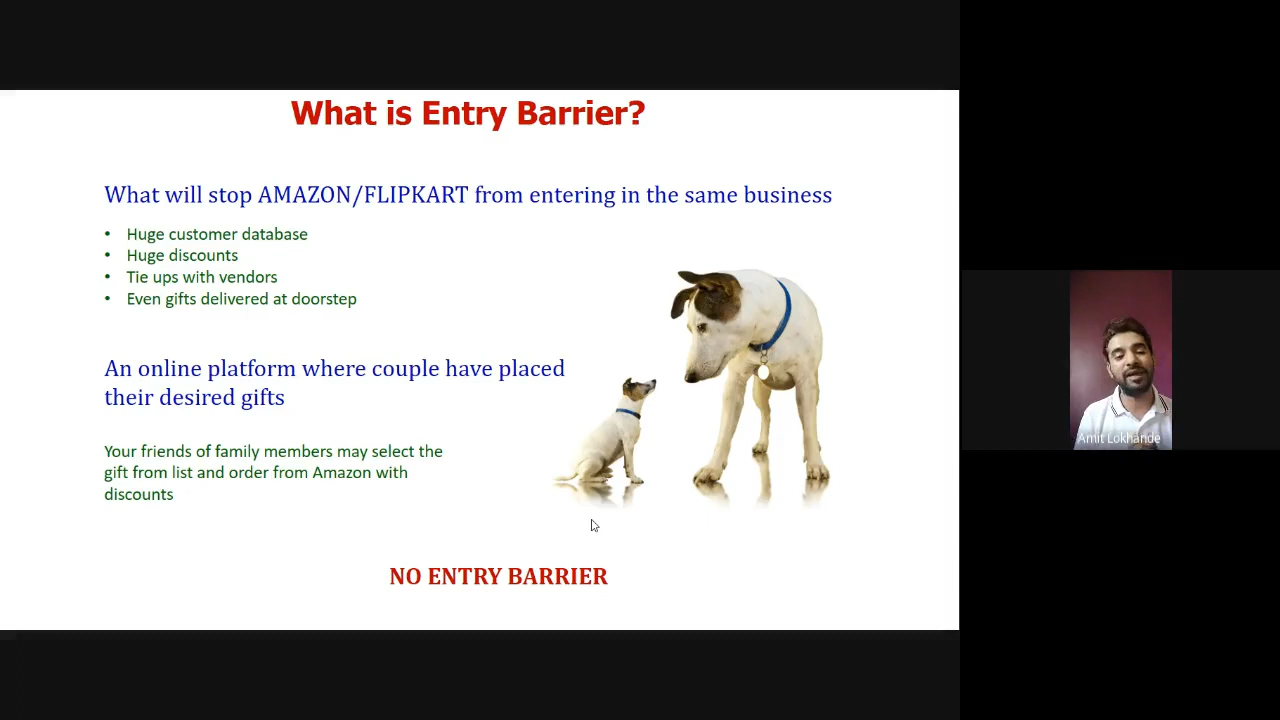 What is Entry Barrier?
What will stop AMAZON/FLIPKART from entering in the same business
• Huge customer database
• Huge discounts
• Tie ups with vendors
• Even gifts delivered at doorstep
An online platform where couple have placed
their desired gifts
Your friends of family members may select the
gift from list and order from Amazon with
discounts
NO ENTRY BARRIER
Amit Lokhande